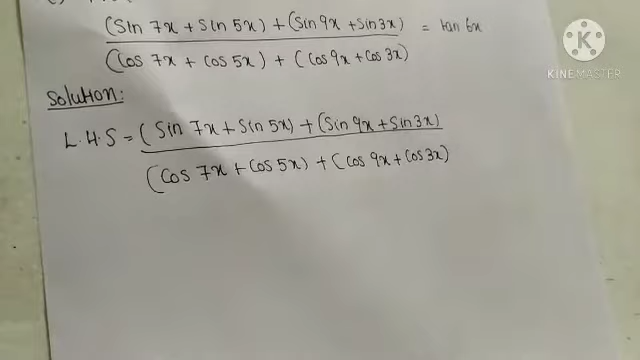 (Sin 7x + Sin 5x) + (Sin 9x + Sin 3x) = tan 6x
(Cos 7x + Cos 5x) + (Cos 9x + Cos 3x)
KINEMASTER
Solution:
L.H.S = (Sin 7x + Sin 5x) + (Sin 9x + Sin 3x)
(Cos 7x + Cos 5x) + (Cos 9x + Cos 3x)